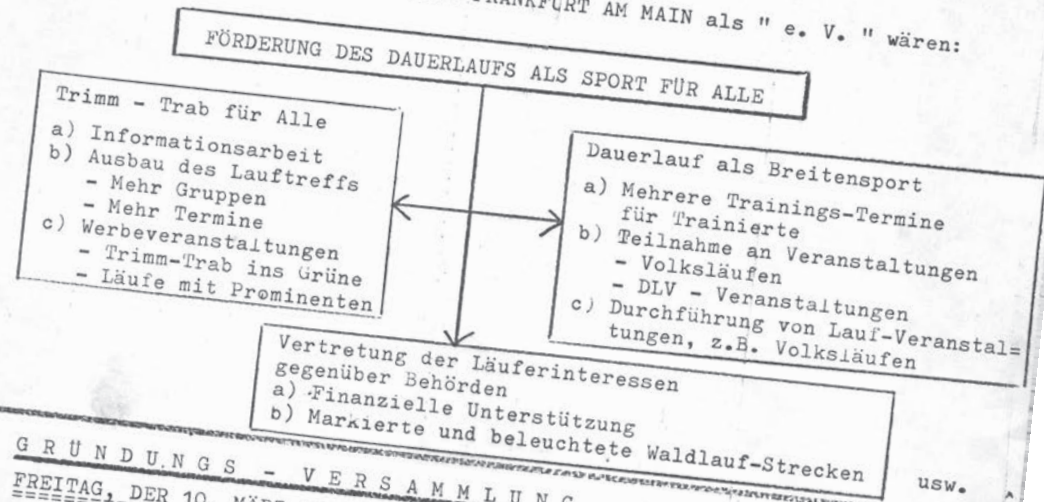 FRANKFURT AM MAIN als " e. V. " wären:
FÖRDERUNG DES DAUERLAUFS ALS SPORT FÜR ALLE
Trimm - Trab für Alle
a) Informationsarbeit
b) Ausbau des Lauftreffs
- Mehr Gruppen
- Mehr Termine
c) Werbeveranstaltungen
- Trimm-Trab ins Grüne
- Läufe mit Prominenten
Dauerlauf als Breitensport
a) Mehrere Trainings-Termine
für Trainierte
b) Teilnahme an Veranstaltungen
- Volksläufen
- DLV - Veranstaltungen
c) Durchführung von Lauf-Veranstal=
tungen, z.B. Volksläufen
Vertretung der Läuferinteressen
gegenüber Behörden
a) Finanzielle Unterstützung
b) Markierte und beleuchtete Waldlauf-Strecken
usw.
G R Ü N D U N G S - V E R S A M M L U N G
FREITAG, DER 10. MÄR